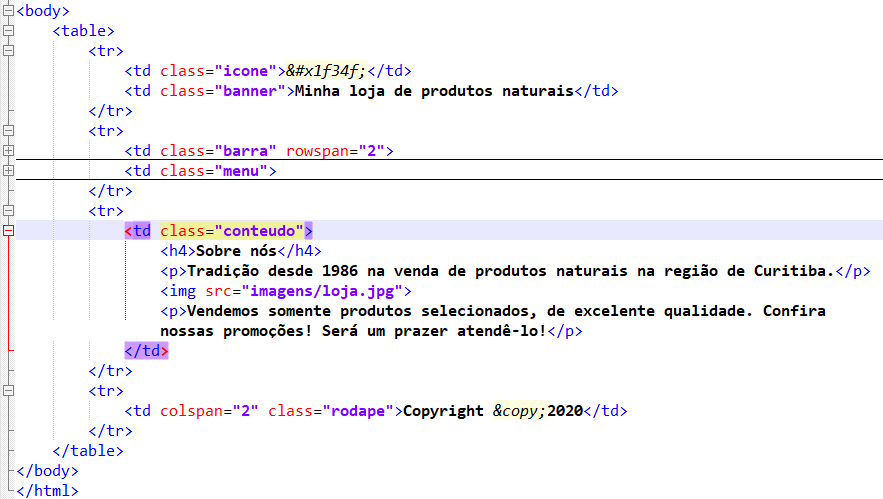 <body>
<table>
<tr>
<td class="icone">&#x1f34f;</td>
<td class="banner">Minha loja de produtos naturais</td>
</tr>
<tr>
<td class="barra" rowspan="2">
<td class="menu">
</tr>
<tr>
<td class="conteudo">
<h4>Sobre nós</h4>
<p>Tradição desde 1986 na venda de produtos naturais na região de Curitiba.</p>
<img src="imagens/loja.jpg">
<p>Vendemos somente produtos selecionados, de excelente qualidade. Confira
nossas promoções! Será um prazer atendê-lo!</p>
</td>
</tr>
<tr>
<td colspan="2" class="rodape">Copyright &copy;2020</td>
</tr>
</table>
</body>
</html>